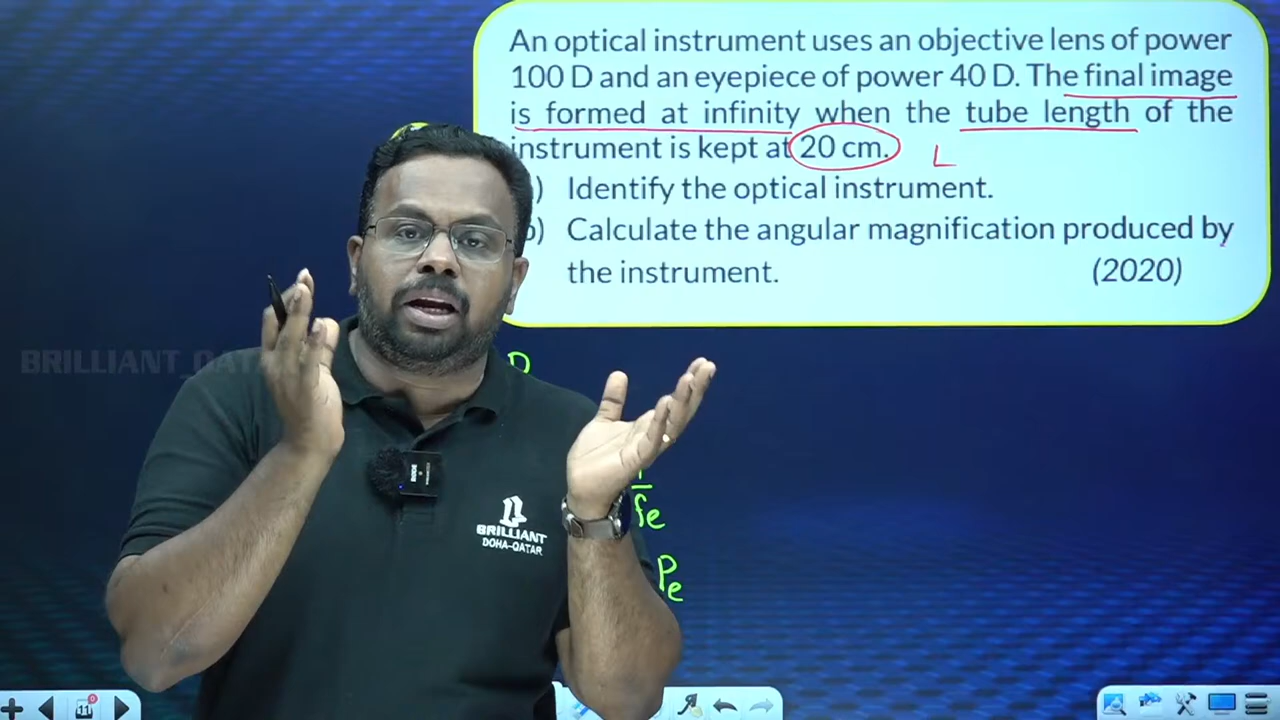 An optical instrument uses an objective lens of power
100 D and an eyepiece of power 40 D. The final image
is formed at infinity when the tube length of the
instrument is kept at 20 cm.
L
) Identify the optical instrument.
) Calculate the angular magnification produced by
the instrument. (2020)
BRILLIANT_QATAR
fe
Pe
BRILLIANT
DOHA-QATAR
11